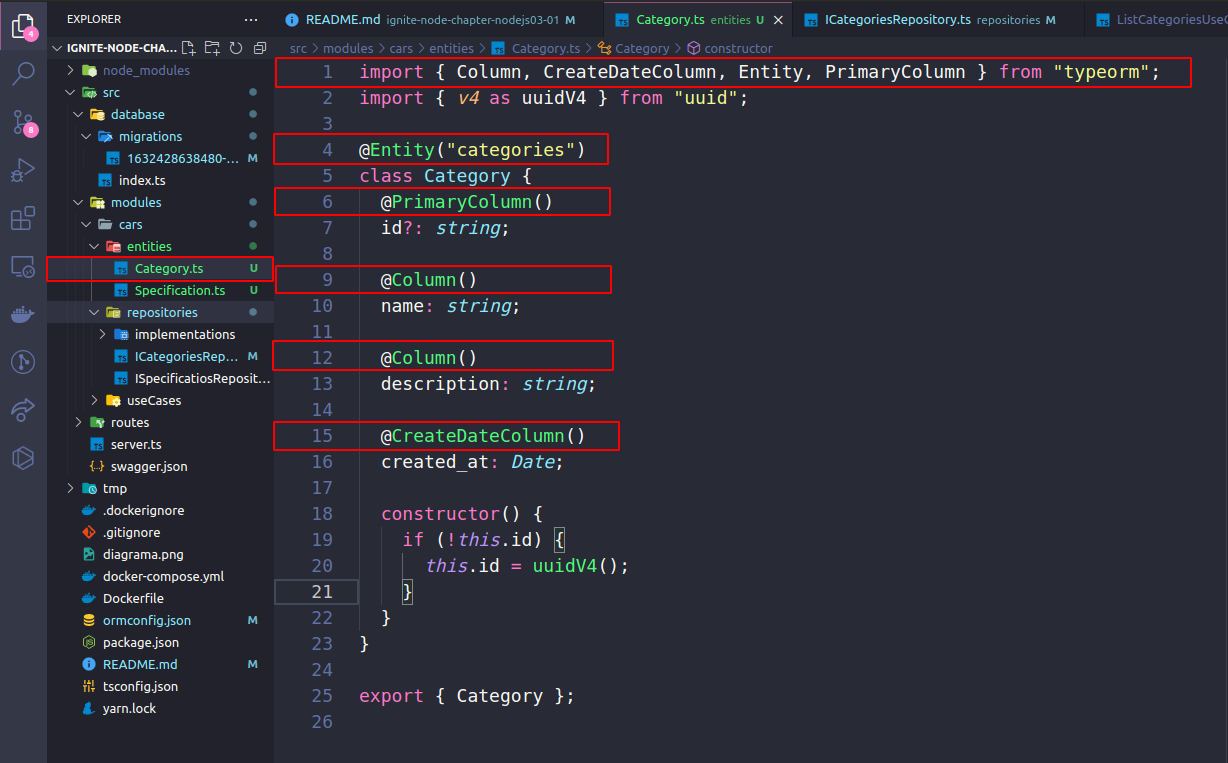 EXPLORER ...
README.md ignite-node-chapter-nodejs03-01 M
Category.ts entities U
ICategoriesRepository.ts repositories M
ListCategoriesUseC
IGNITE-NODE-CHA...
src > modules > cars > entities > Category.ts > Category > constructor
node_modules
src
database
migrations
1632428638480-... M
index.ts
modules
cars
entities
Category.ts U
Specification.ts U
repositories
implementations
ICategoriesRep... M
ISpecificatiosReposit...
useCases
routes
server.ts
swagger.json
tmp
.dockerignore
.gitignore
diagrama.png
docker-compose.yml
Dockerfile
ormconfig.json M
package.json
README.md M
tsconfig.json
yarn.lock
4
8
1 import { Column, CreateDateColumn, Entity, PrimaryColumn } from "typeorm";
2 import { v4 as uuidV4 } from "uuid";
3
4 @Entity("categories")
5 class Category {
6 @PrimaryColumn()
7 id?: string;
8
9 @Column()
10 name: string;
11
12 @Column()
13 description: string;
14
15 @CreateDateColumn()
16 created_at: Date;
17
18 constructor() {
19 if (!this.id) {
20 this.id = uuidV4();
21 }
22 }
23 }
24
25 export { Category };
26